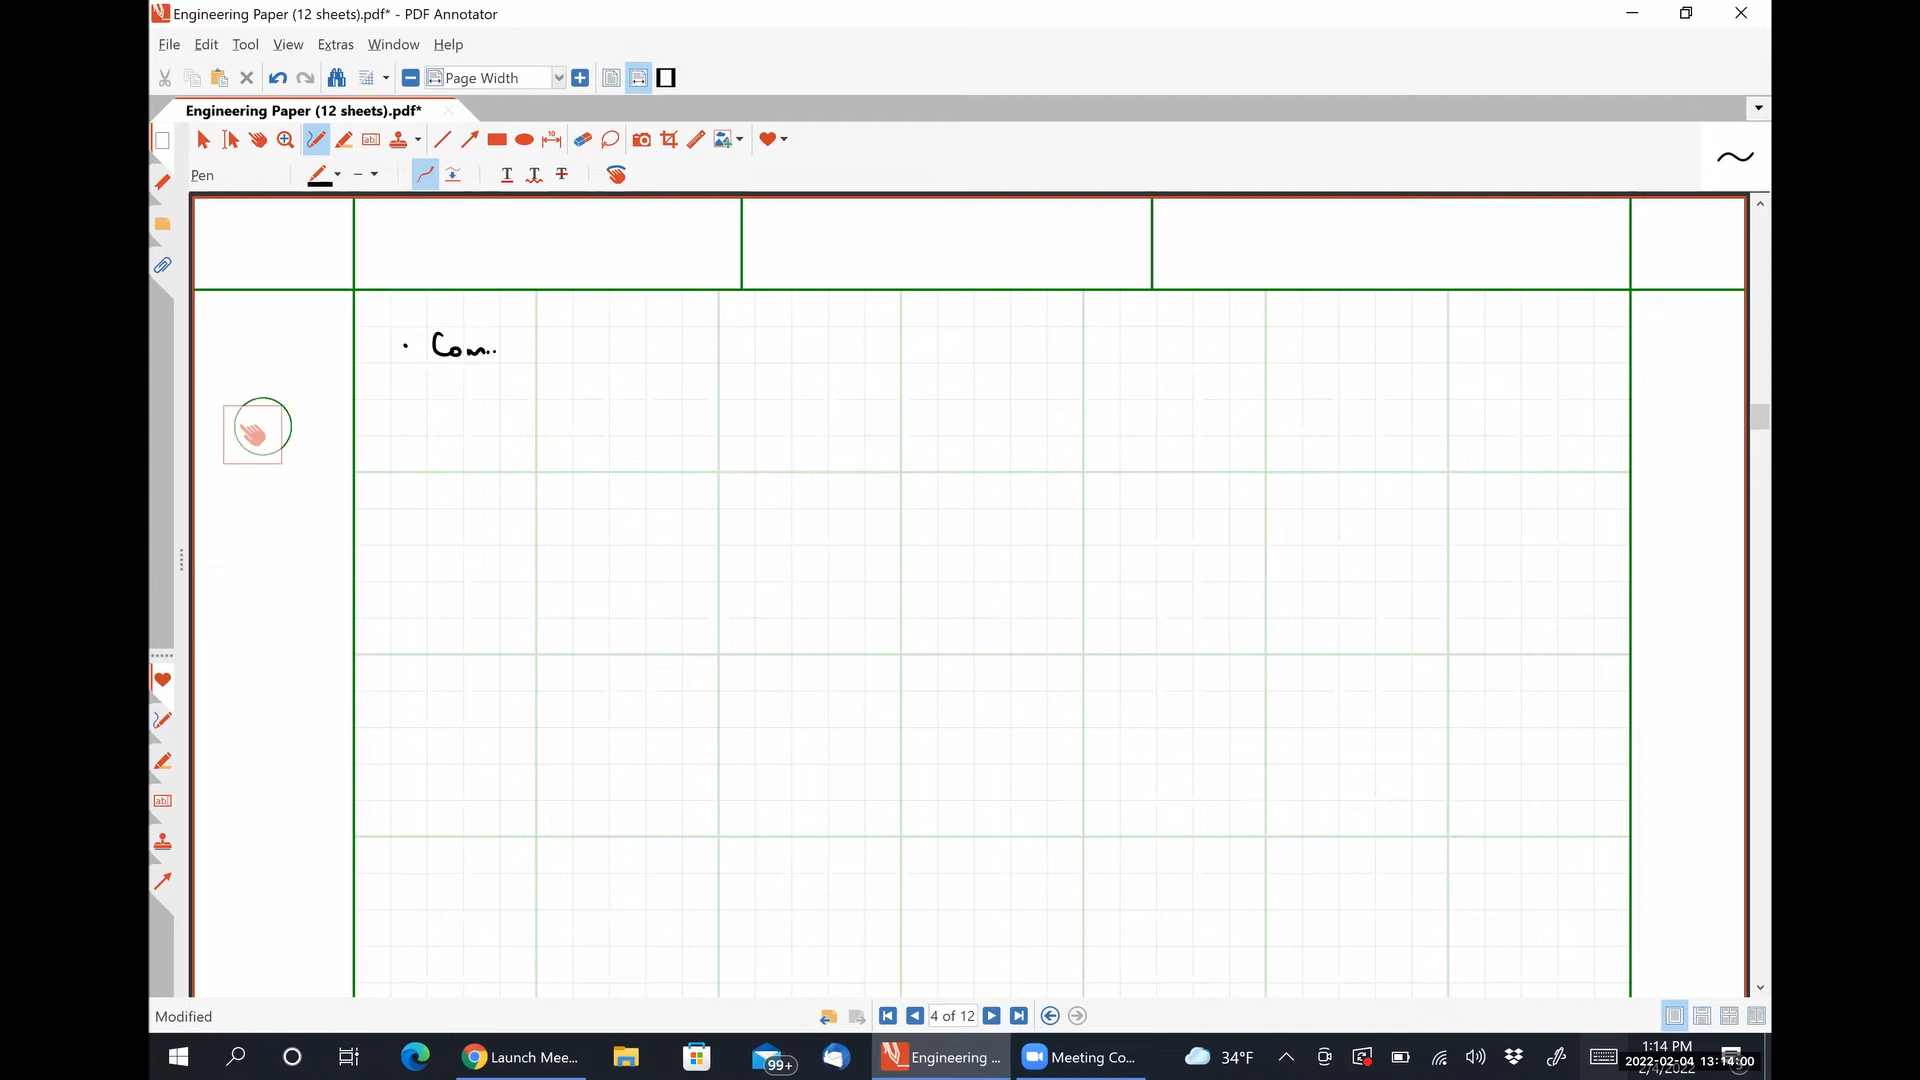 Engineering Paper (12 sheets).pdf* - PDF Annotator
File Edit Tool View Extras Window Help
Page Width
Engineering Paper (12 sheets).pdf*
Pen
· Com..
Modified
4 of 12
Launch Mee...
99+
Engineering ...
Meeting Co...
34°F
1:14 PM
2022-02-04 13:14:00